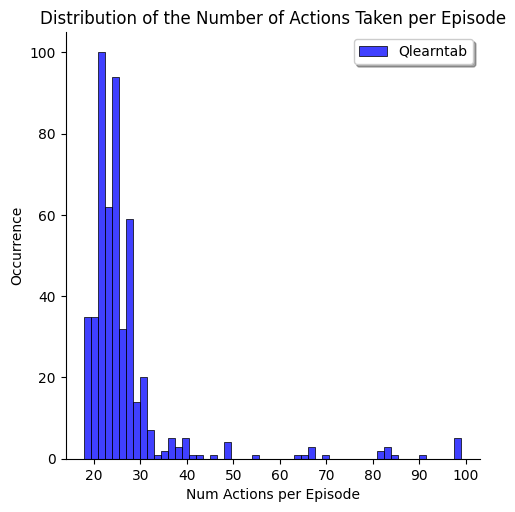 Distribution of the Number of Actions Taken per Episode
Qlearntab
100
80
60
40
20
0
Occurrence
20 30 40 50 60 70 80 90 100
Num Actions per Episode